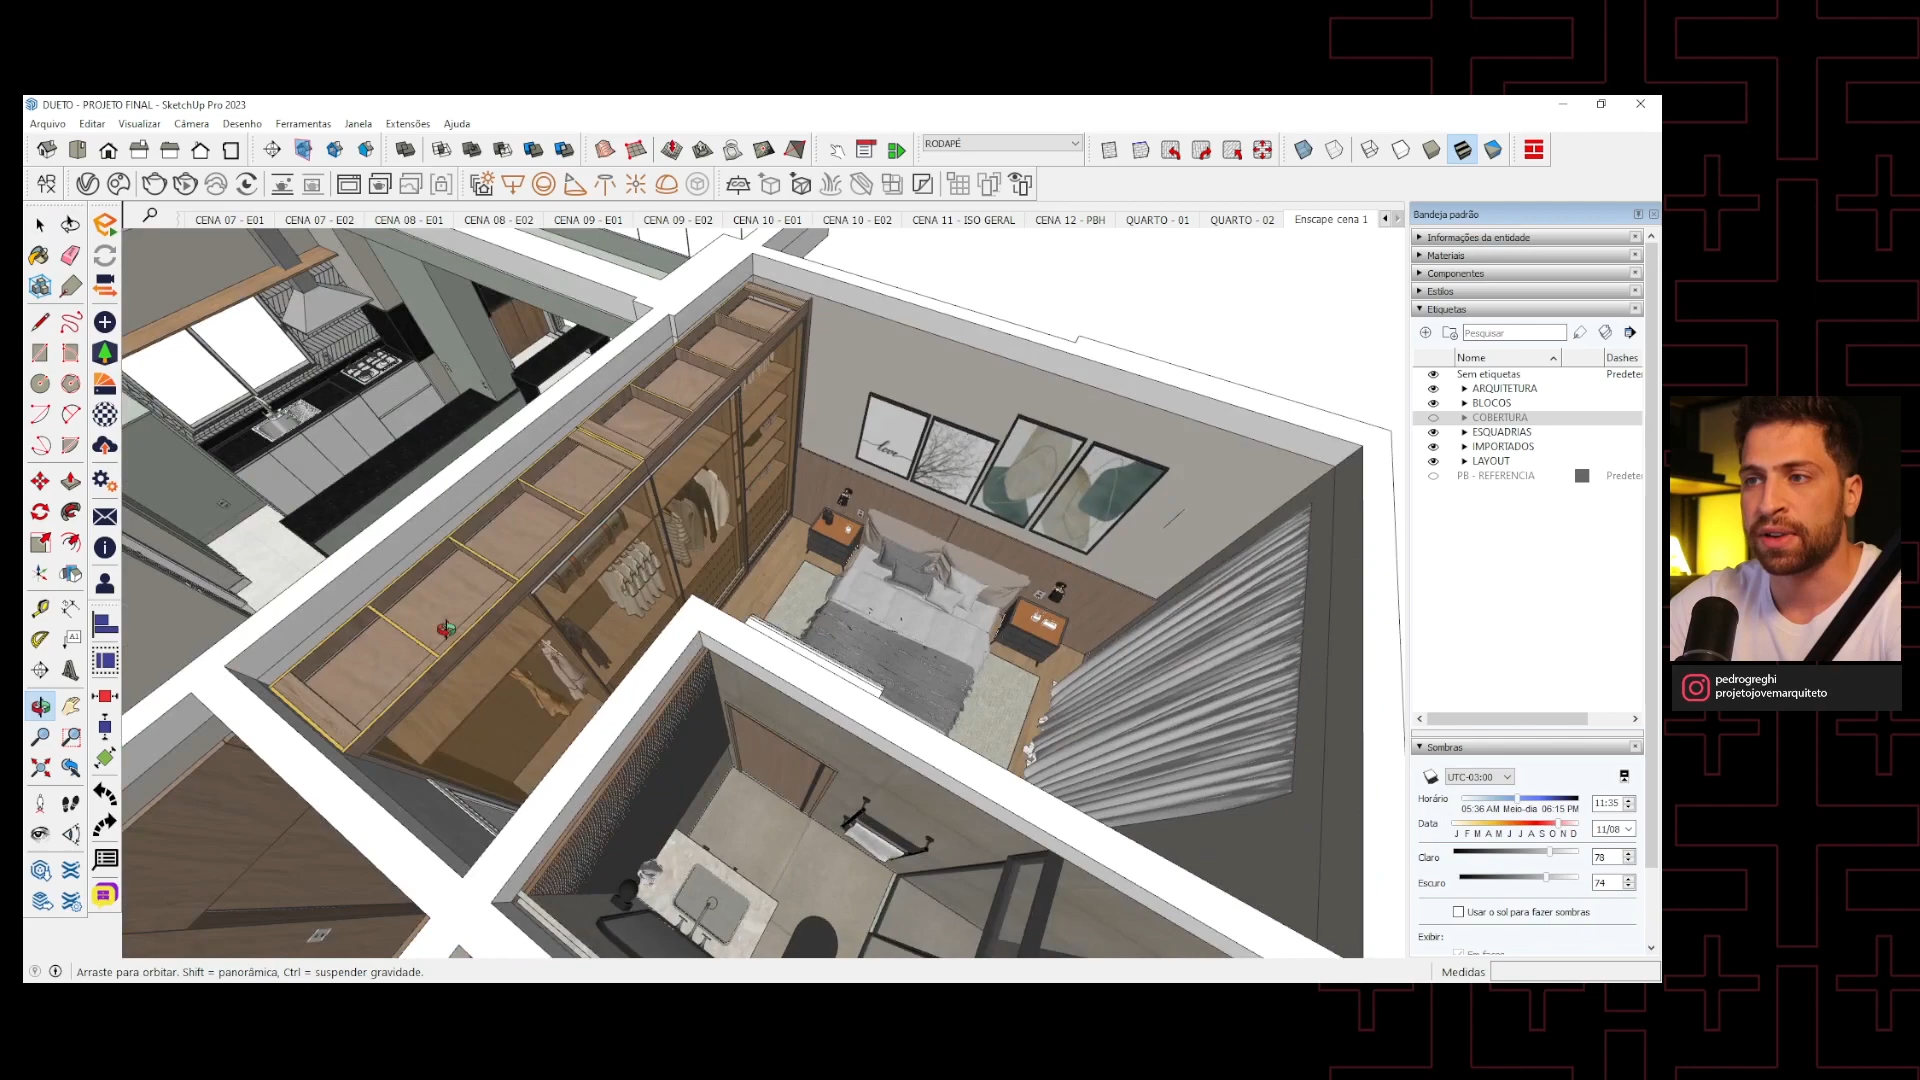 DUETO - PROJETO FINAL - SketchUp Pro 2023
Arquivo Editar Visualizar Câmera Desenho Ferramentas Janela Extensões Ajuda
RODAPÉ
CENA 07 - E01 CENA 07 - E02 CENA 08 - E01 CENA 08 - E02 CENA 09 - E01 CENA 09 - E02 CENA 10 - E01 CENA 10 - E02 CENA 11 - ISO GERAL CENA 12 - PBH QUARTO - 01 QUARTO - 02 Enscape cena 1
Bandeja padrão
Informações da entidade
Materiais
Componentes
Estilos
Etiquetas
Pesquisar
Nome Dashes
Sem etiquetas Predeter
ARQUITETURA
BLOCOS
COBERTURA
ESQUADRIAS
IMPORTADOS
LAYOUT
PB - REFERENCIA Predeter
love
Sombras
UTC-03:00
Horário 11:35
05:36 AM Meio-dia 06:15 PM
Data 11/08
J F M A M J J A S O N D
Claro 78
Escuro 74
Usar o sol para fazer sombras
Exibir:
Arraste para orbitar. Shift = panorâmica, Ctrl = suspender gravidade.
Medidas
pedrogreghi
projetojovemarquiteto